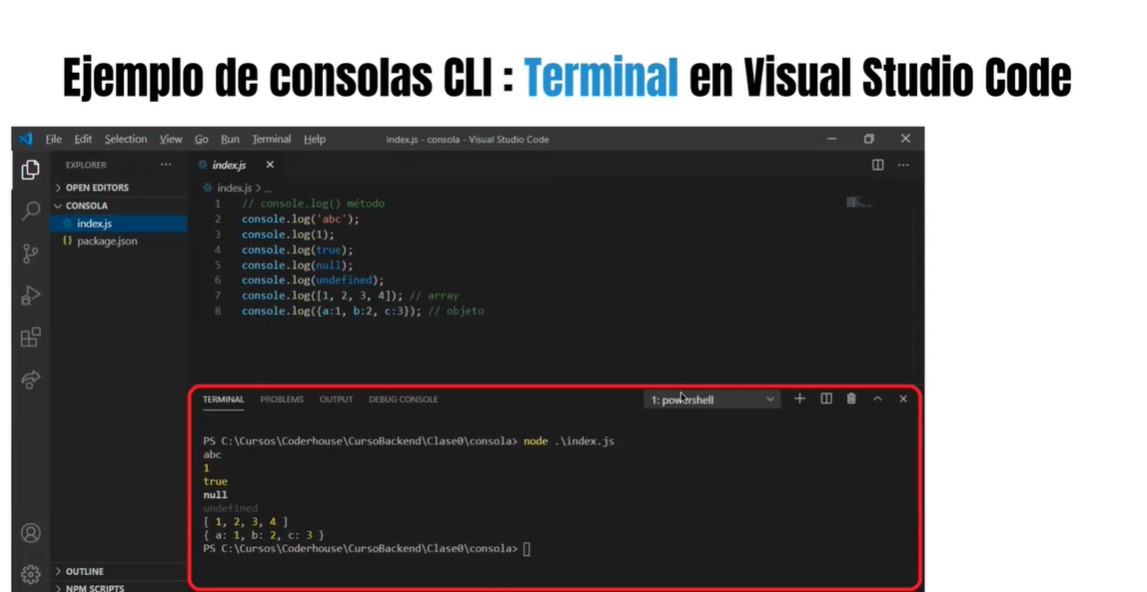 Ejemplo de consolas CLI : Terminal en Visual Studio Code
File Edit Selection View Go Run Terminal Help index.js - consola - Visual Studio Code
EXPLORER ...
index.js
OPEN EDITORS
index.js > ...
CONSOLA
index.js
package.json
1 // console.log() método
2 console.log('abc');
3 console.log(1);
4 console.log(true);
5 console.log(null);
6 console.log(undefined);
7 console.log([1, 2, 3, 4]); // array
8 console.log({a:1, b:2, c:3}); // objeto
TERMINAL PROBLEMS OUTPUT DEBUG CONSOLE 1: powershell
PS C:\Cursos\Coderhouse\CursoBackend\Clase0\consola> node .\index.js
abc
1
true
null
undefined
[ 1, 2, 3, 4 ]
{ a: 1, b: 2, c: 3 }
PS C:\Cursos\Coderhouse\CursoBackend\Clase0\consola>
OUTLINE
NPM SCRIPTS